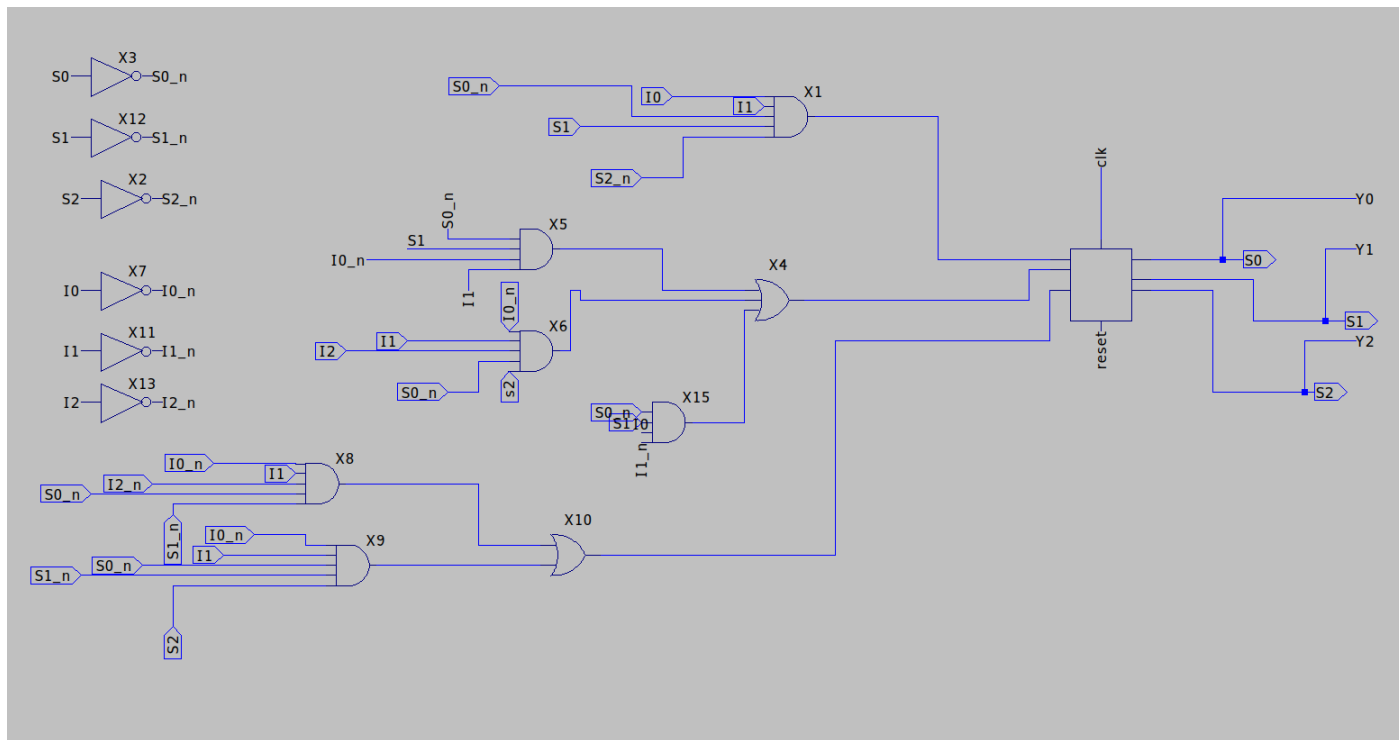 X3
S0
S0_n
X12
S1
S1_n
X2
S2
S2_n
X7
I0
I0_n
X11
I1
I1_n
X13
I2
I2_n
S0_n
I0
I1
X1
S1
S2_n
S0_n
X5
S1
I0_n
I1
X4
I0_n
X6
I1
I2
S0_n
s2
X15
S0_n
S1
I0
I1_n
X8
I0_n
I1
I2_n
S0_n
S1_n
X9
I0_n
I1
S0_n
S1_n
S2
X10
clk
reset
Y0
S0
Y1
S1
Y2
S2